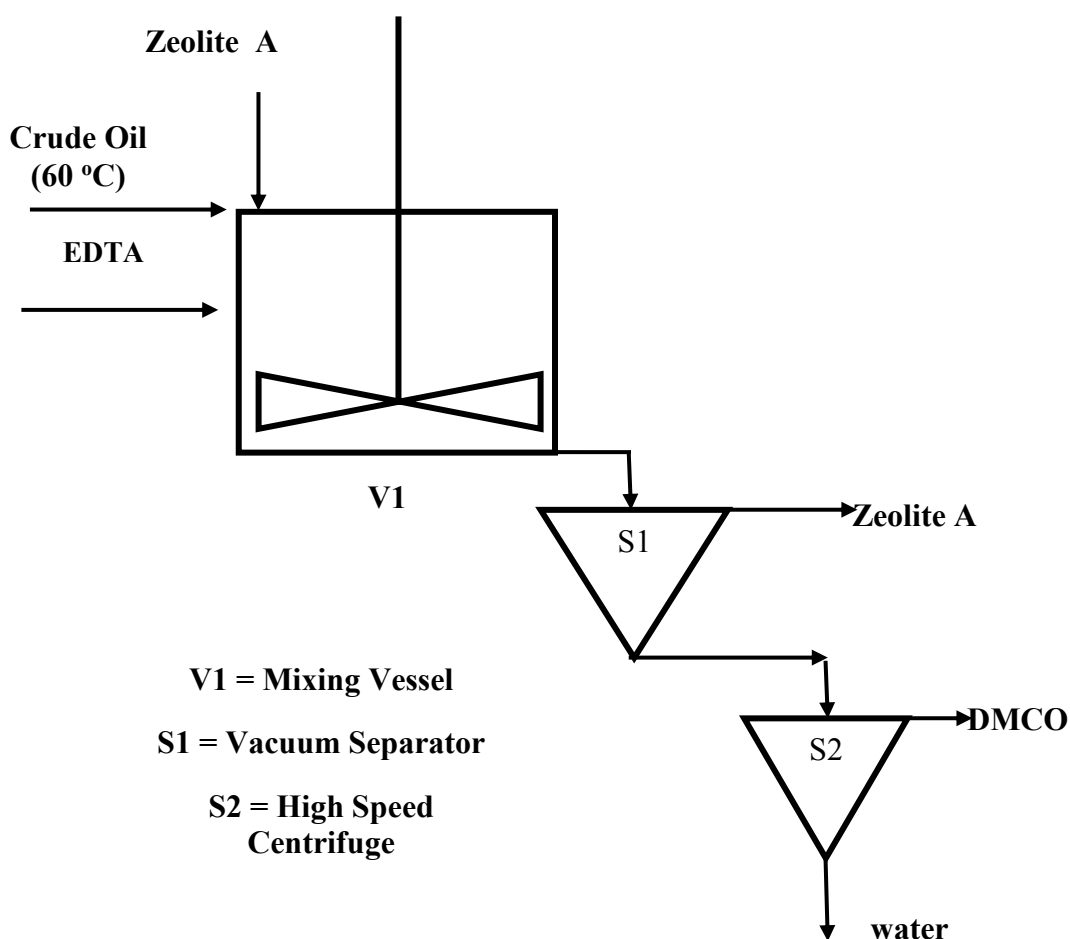 Zeolite A
Crude Oil
(60 ºC)
EDTA
V1
Zeolite A
S1
V1 = Mixing Vessel
S1 = Vacuum Separator
DMCO
S2
S2 = High Speed
Centrifuge
water